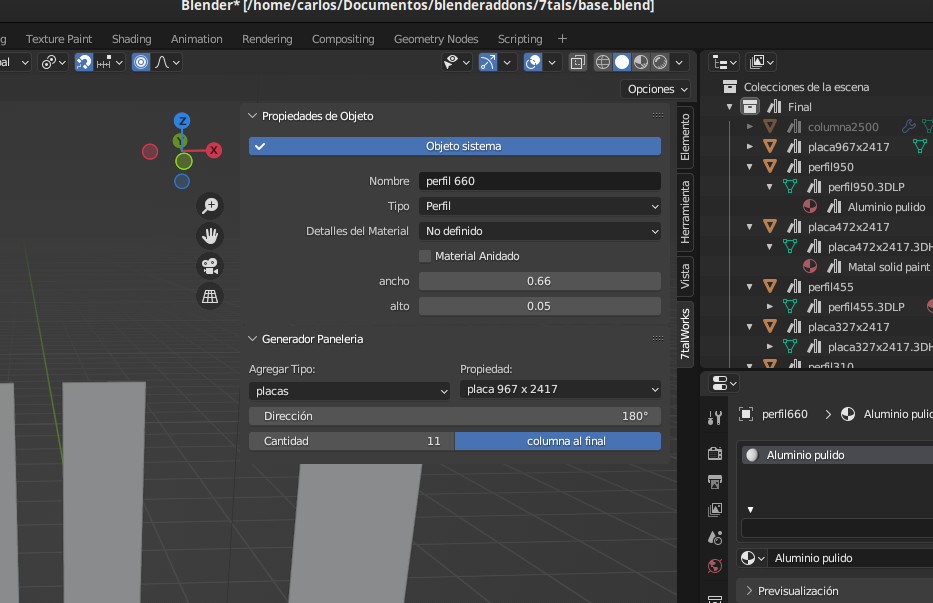 Blender* [/home/carlos/Documentos/blenderaddons/7tals/base.blend]
Texture Paint Shading Animation Rendering Compositing Geometry Nodes Scripting +
Opciones
Propiedades de Objeto
Objeto sistema
Nombre perfil 660
Tipo Perfil
Detalles del Material No definido
Material Anidado
ancho 0.66
alto 0.05
Generador Paneleria
Agregar Tipo: Propiedad:
placas placa 967 x 2417
Dirección 180°
Cantidad 11 columna al final
Z
Y
X
Elemento
Herramienta
Vista
7talWorks
Colecciones de la escena
Final
columna2500
placa967x2417
perfil950
perfil950.3DLP
Aluminio pulido
placa472x2417
placa472x2417.3DH
Matal solid paint
perfil455
perfil455.3DLP
placa327x2417
placa327x2417.3DH
perfil310
perfil660 > Aluminio pulid
Aluminio pulido
Aluminio pulido
Previsualización